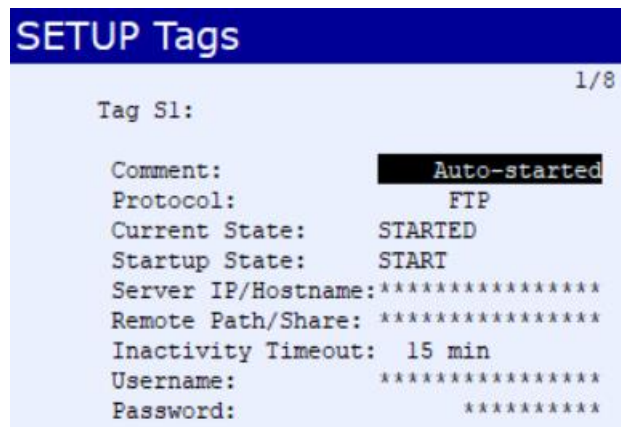 SETUP Tags
1/8
Tag S1:
Comment: Auto-started
Protocol: FTP
Current State: STARTED
Startup State: START
Server IP/Hostname:****************
Remote Path/Share: ****************
Inactivity Timeout: 15 min
Username: ****************
Password: **********